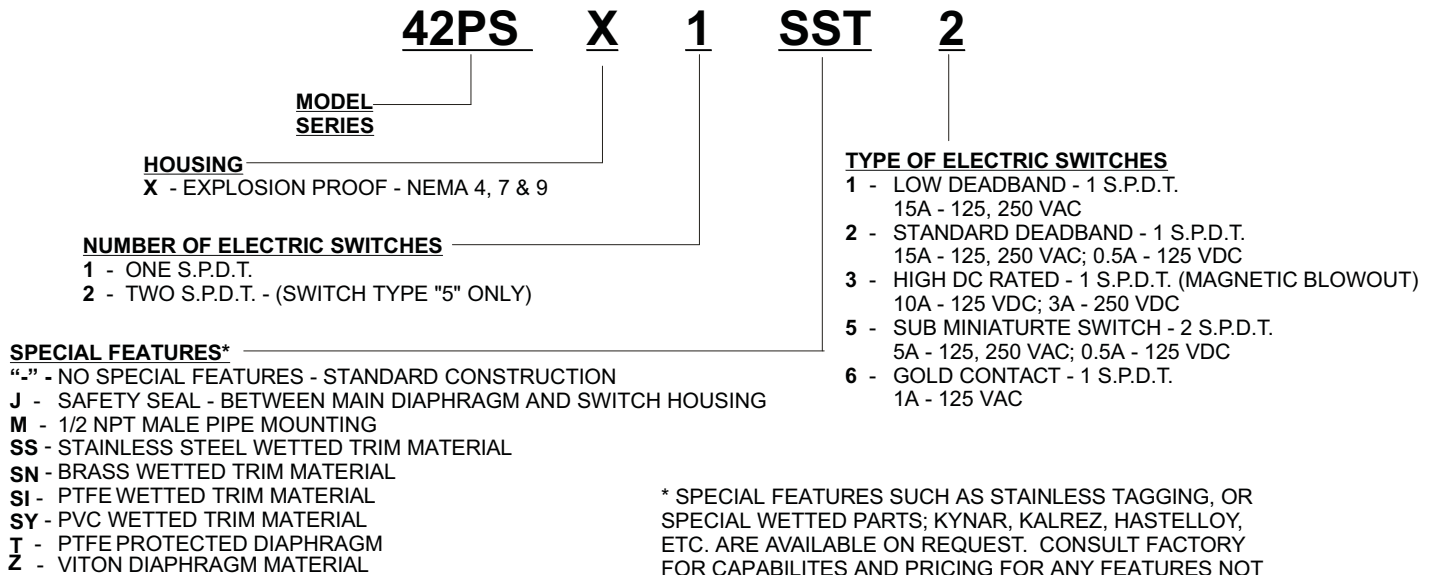 42PS X 1 SST 2
MODEL
SERIES
HOUSING
X - EXPLOSION PROOF - NEMA 4, 7 & 9
NUMBER OF ELECTRIC SWITCHES
1 - ONE S.P.D.T.
2 - TWO S.P.D.T. - (SWITCH TYPE "5" ONLY)
SPECIAL FEATURES*
“-” - NO SPECIAL FEATURES - STANDARD CONSTRUCTION
J - SAFETY SEAL - BETWEEN MAIN DIAPHRAGM AND SWITCH HOUSING
M - 1/2 NPT MALE PIPE MOUNTING
SS - STAINLESS STEEL WETTED TRIM MATERIAL
SN - BRASS WETTED TRIM MATERIAL
SI - PTFE WETTED TRIM MATERIAL
SY - PVC WETTED TRIM MATERIAL
T - PTFE PROTECTED DIAPHRAGM
Z - VITON DIAPHRAGM MATERIAL
TYPE OF ELECTRIC SWITCHES
1 - LOW DEADBAND - 1 S.P.D.T.
15A - 125, 250 VAC
2 - STANDARD DEADBAND - 1 S.P.D.T.
15A - 125, 250 VAC; 0.5A - 125 VDC
3 - HIGH DC RATED - 1 S.P.D.T. (MAGNETIC BLOWOUT)
10A - 125 VDC; 3A - 250 VDC
5 - SUB MINIATURTE SWITCH - 2 S.P.D.T.
5A - 125, 250 VAC; 0.5A - 125 VDC
6 - GOLD CONTACT - 1 S.P.D.T.
1A - 125 VAC
* SPECIAL FEATURES SUCH AS STAINLESS TAGGING, OR
SPECIAL WETTED PARTS; KYNAR, KALREZ, HASTELLOY,
ETC. ARE AVAILABLE ON REQUEST. CONSULT FACTORY
FOR CAPABILITES AND PRICING FOR ANY FEATURES NOT